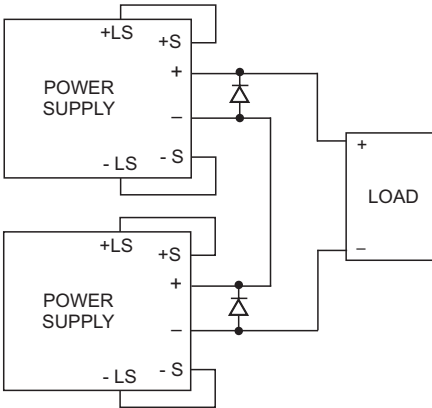 +LS
+S
+
POWER
SUPPLY
–
- LS
- S
+
LOAD
–
+LS
+S
+
POWER
SUPPLY
–
- LS
- S